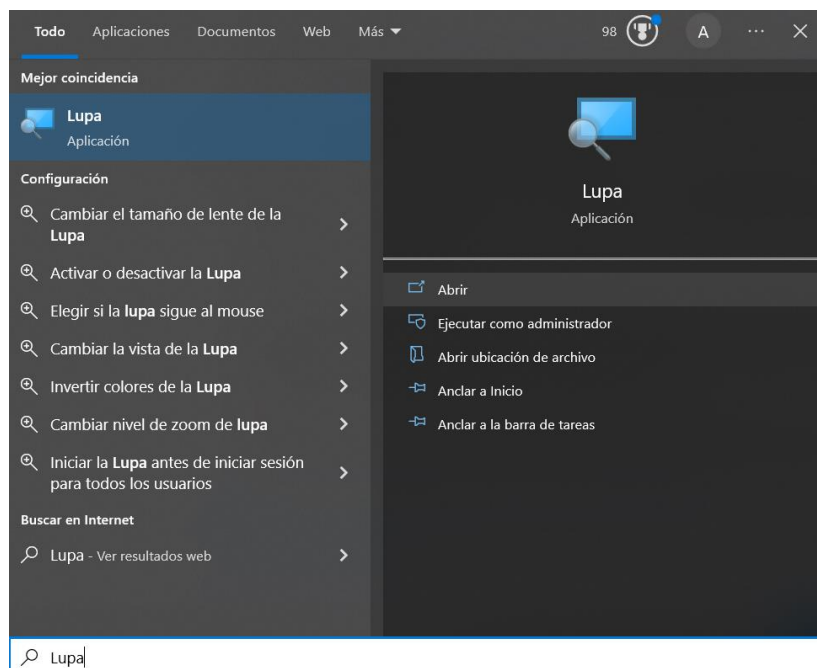 Todo Aplicaciones Documentos Web Más 98 A ...
Mejor coincidencia
Lupa
Aplicación
Configuración
Cambiar el tamaño de lente de la
Lupa
Activar o desactivar la Lupa
Elegir si la lupa sigue al mouse
Cambiar la vista de la Lupa
Invertir colores de la Lupa
Cambiar nivel de zoom de lupa
Iniciar la Lupa antes de iniciar sesión
para todos los usuarios
Buscar en Internet
Lupa - Ver resultados web
Lupa
Aplicación
Abrir
Ejecutar como administrador
Abrir ubicación de archivo
Anclar a Inicio
Anclar a la barra de tareas
Lupa